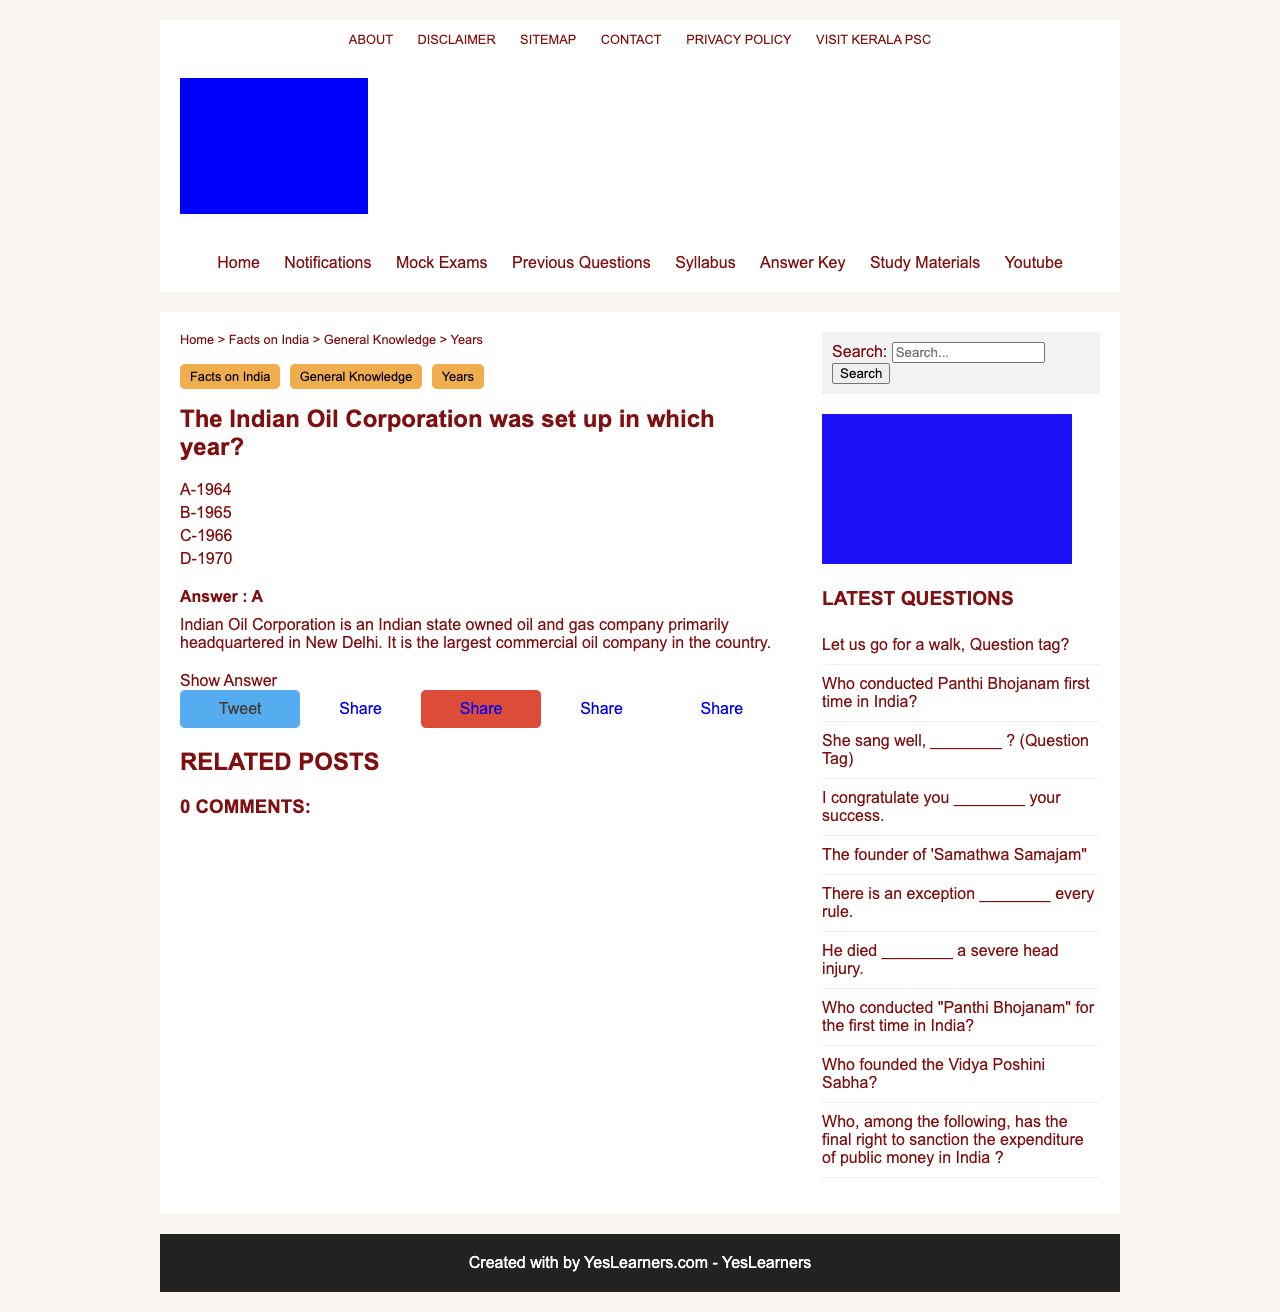 ABOUT DISCLAIMER SITEMAP CONTACT PRIVACY POLICY VISIT KERALA PSC
Home Notifications Mock Exams Previous Questions Syllabus Answer Key Study Materials Youtube
Home > Facts on India > General Knowledge > Years
Facts on India General Knowledge Years
The Indian Oil Corporation was set up in which
year?
A-1964
B-1965
C-1966
D-1970
Answer : A
Indian Oil Corporation is an Indian state owned oil and gas company primarily
headquartered in New Delhi. It is the largest commercial oil company in the country.
Show Answer
Tweet Share Share Share Share
RELATED POSTS
0 COMMENTS:
Search: Search...
Search
LATEST QUESTIONS
Let us go for a walk, Question tag?
Who conducted Panthi Bhojanam first
time in India?
She sang well, ________ ? (Question
Tag)
I congratulate you ________ your
success.
The founder of 'Samathwa Samajam"
There is an exception ________ every
rule.
He died ________ a severe head
injury.
Who conducted "Panthi Bhojanam" for
the first time in India?
Who founded the Vidya Poshini
Sabha?
Who, among the following, has the
final right to sanction the expenditure
of public money in India ?
Created with by YesLearners.com - YesLearners